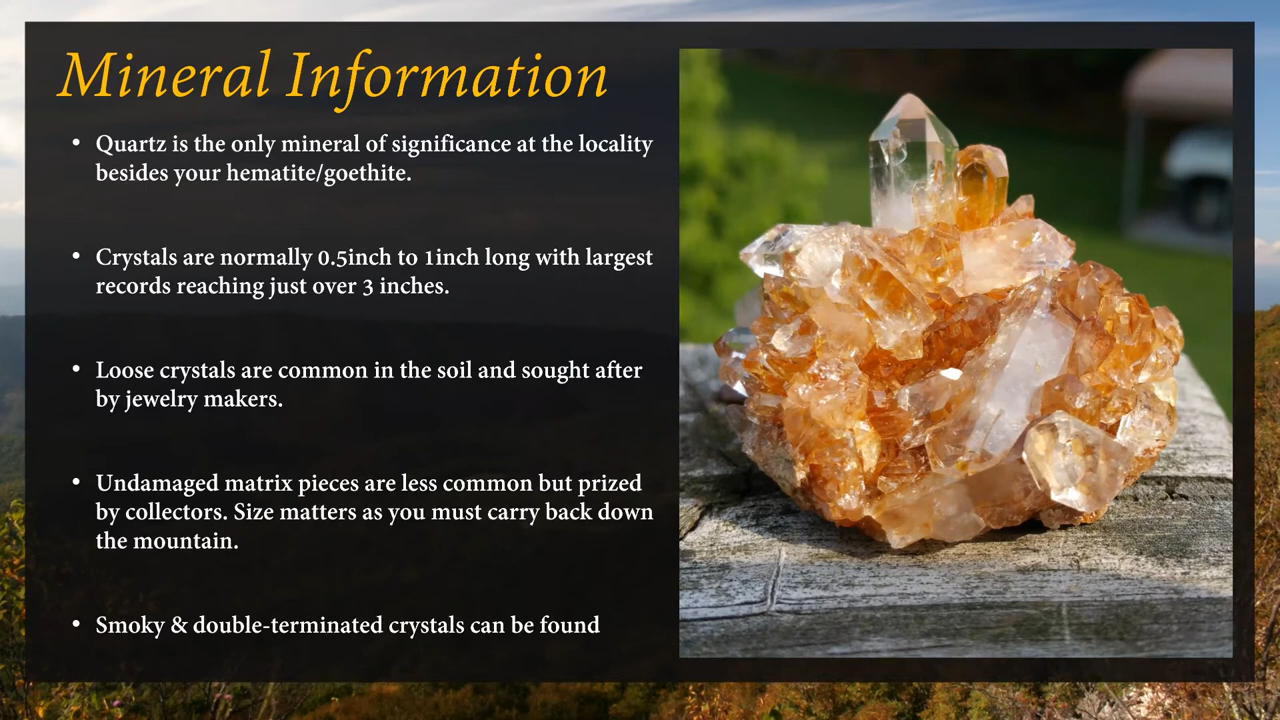 Mineral Information
• Quartz is the only mineral of significance at the locality
besides your hematite/goethite.
• Crystals are normally 0.5inch to 1inch long with largest
records reaching just over 3 inches.
• Loose crystals are common in the soil and sought after
by jewelry makers.
• Undamaged matrix pieces are less common but prized
by collectors. Size matters as you must carry back down
the mountain.
• Smoky & double-terminated crystals can be found